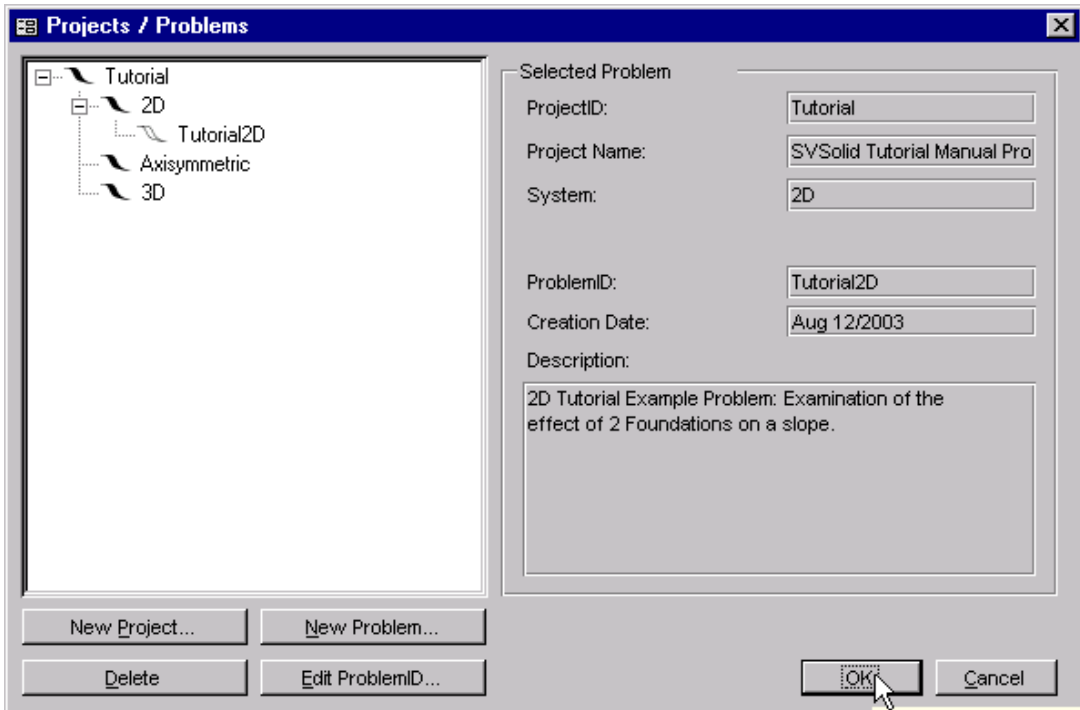 Projects / Problems
Tutorial
2D
Tutorial2D
Axisymmetric
3D
Selected Problem
ProjectID: Tutorial
Project Name: SVSolid Tutorial Manual Pro
System: 2D
ProblemID: Tutorial2D
Creation Date: Aug 12/2003
Description:
2D Tutorial Example Problem: Examination of the
effect of 2 Foundations on a slope.
New Project... New Problem...
Delete Edit ProblemID... OK Cancel